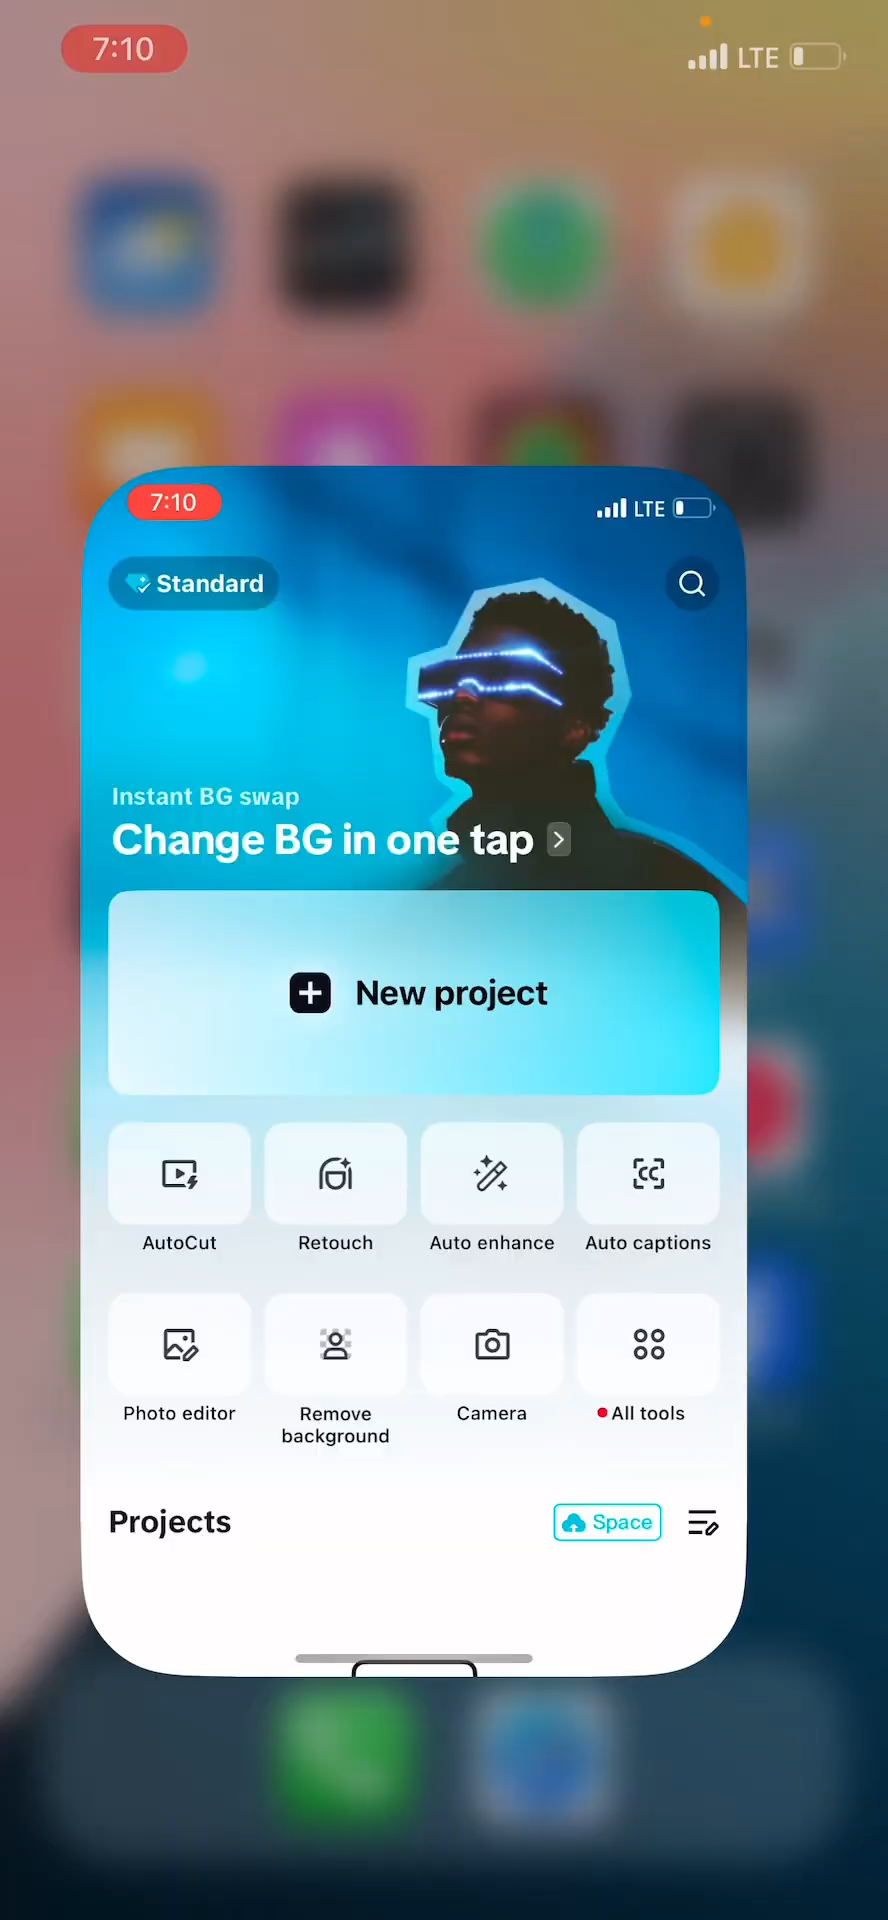 7:10
LTE
7:10
LTE
Standard
Instant BG swap
Change BG in one tap
New project
AutoCut
Retouch
Auto enhance
Auto captions
Photo editor
Remove
background
Camera
All tools
Projects
Space